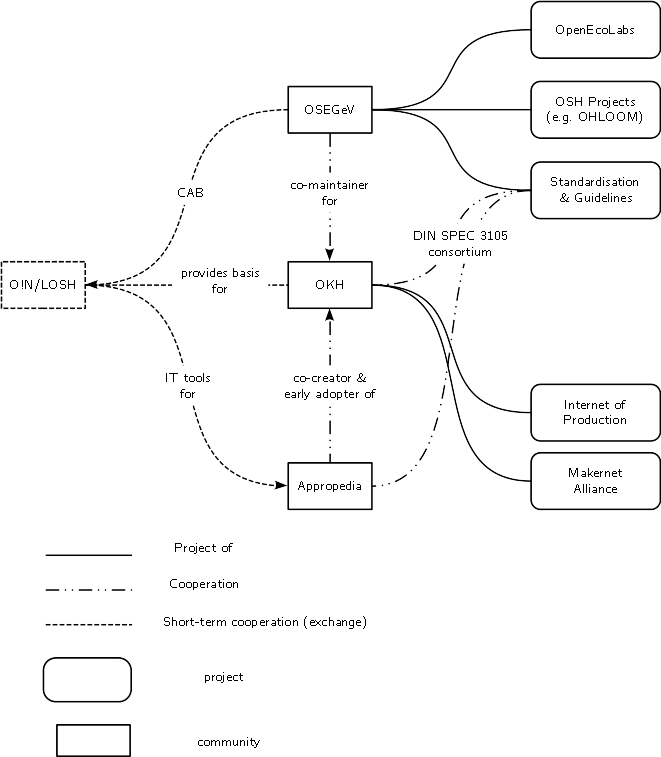 OpenEcoLabs
OSEGeV
OSH Projects
(e.g. OHLOOM)
CAB
co-maintainer
for
Standardisation
& Guidelines
DIN SPEC 3105
consortium
O!N/LOSH
provides basis
for
OKH
IT tools
for
co-creator &
early adopter of
Internet of
Production
Appropedia
Makernet
Alliance
Project of
Cooperation
Short-term cooperation (exchange)
project
community